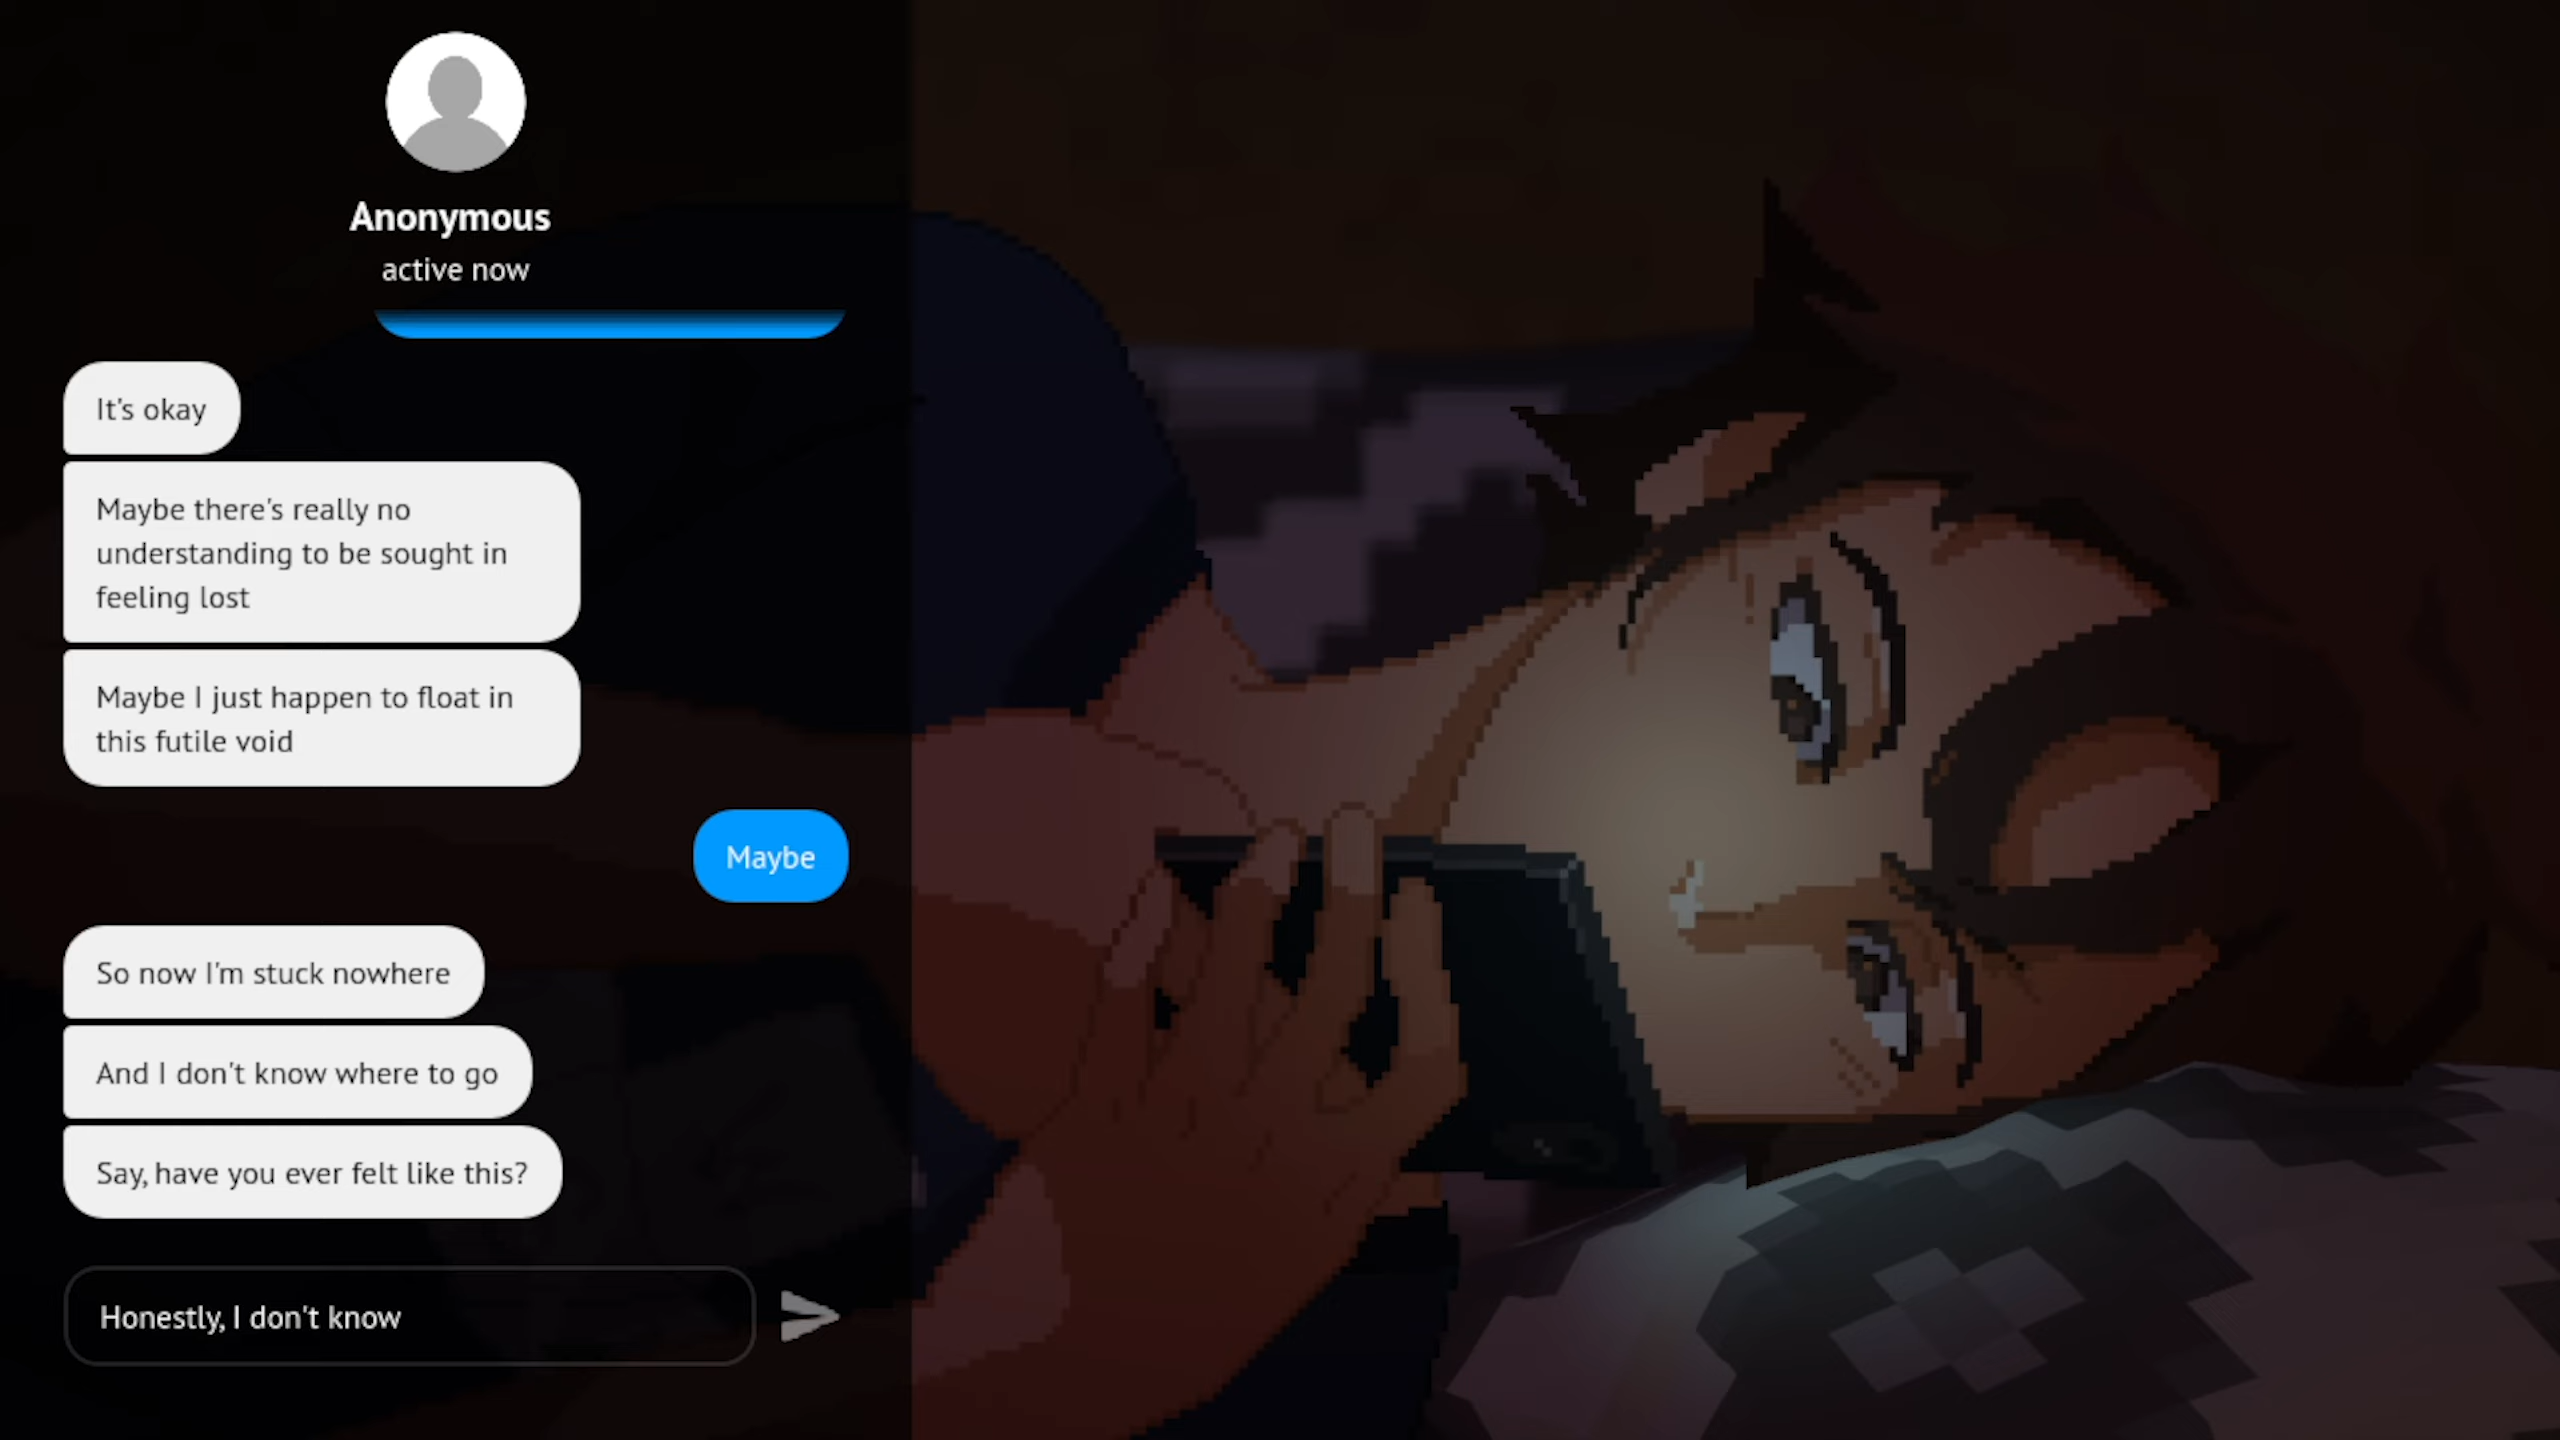 Anonymous
active now
It's okay
Maybe there's really no
understanding to be sought in
feeling lost
Maybe I just happen to float in
this futile void
Maybe
So now I'm stuck nowhere
And I don't know where to go
Say, have you ever felt like this?
Honestly, I don't know